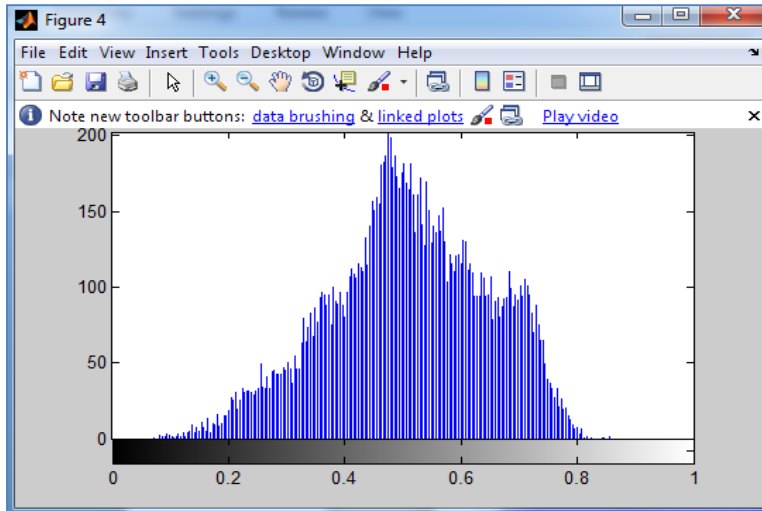 Figure 4
File Edit View Insert Tools Desktop Window Help
Note new toolbar buttons: data brushing & linked plots Play video
200
150
100
50
0
0 0.2 0.4 0.6 0.8 1